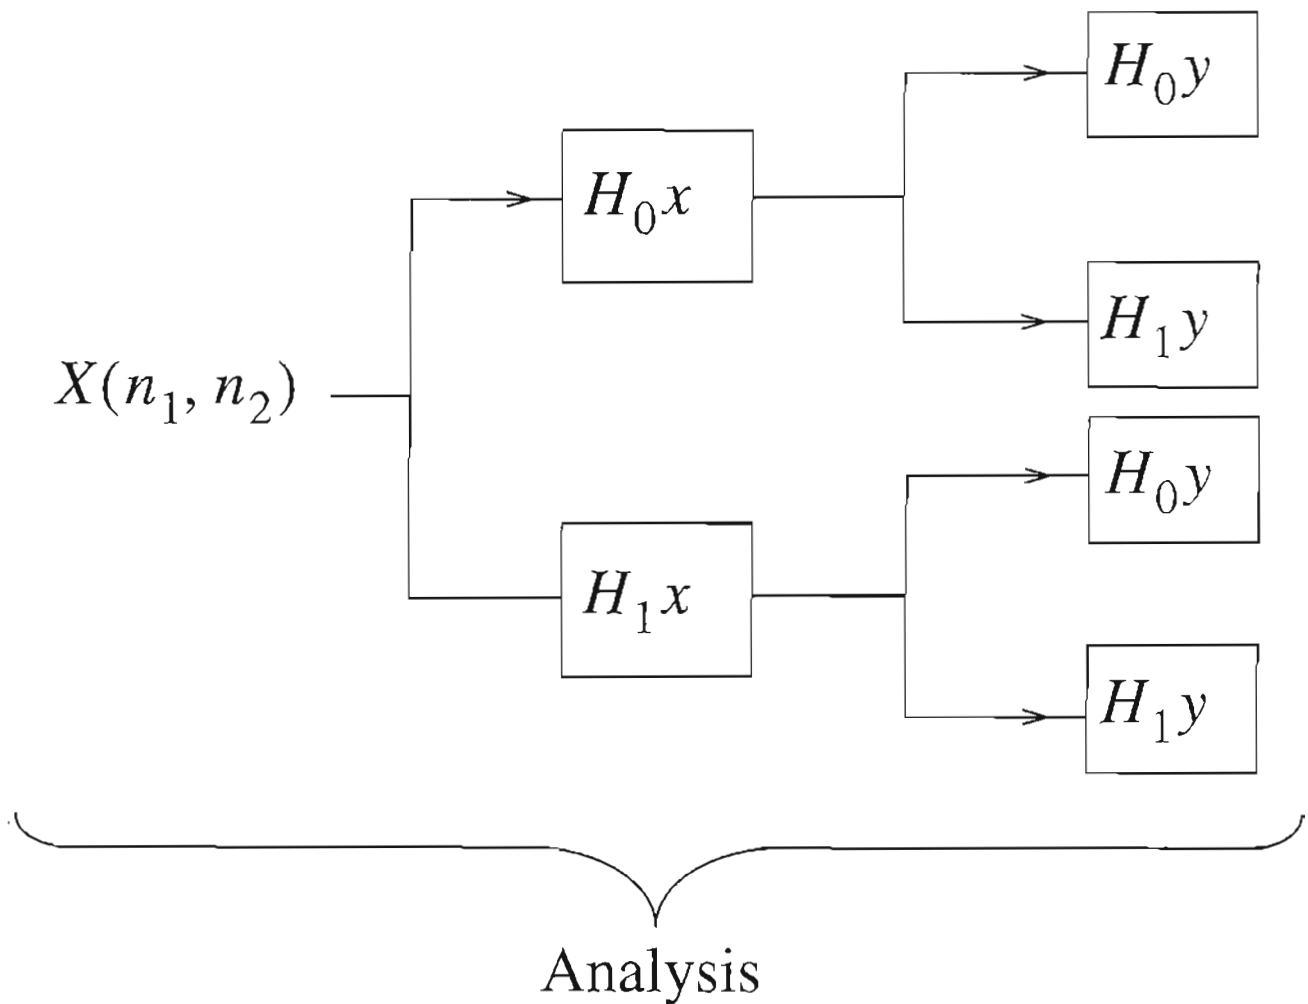 H₀y
H₀x
H₁y
X(n₁, n₂)
H₀y
H₁x
H₁y
Analysis